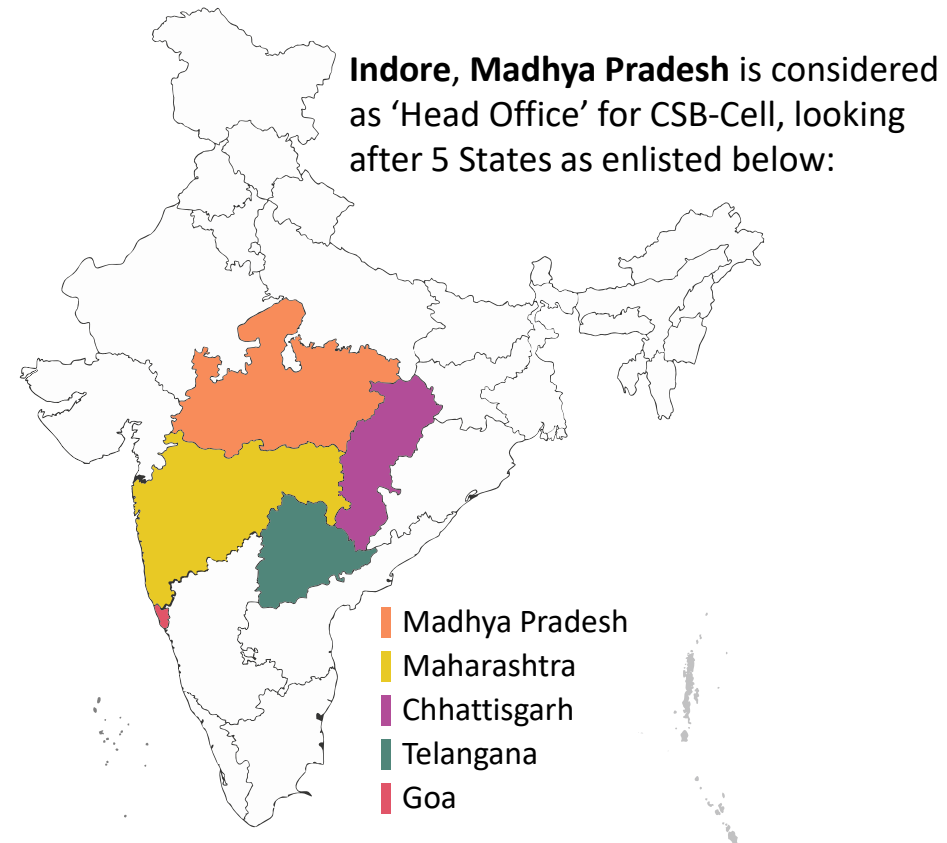 Indore, Madhya Pradesh is considered
as ‘Head Office’ for CSB-Cell, looking
after 5 States as enlisted below:
Madhya Pradesh
Maharashtra
Chhattisgarh
Telangana
Goa